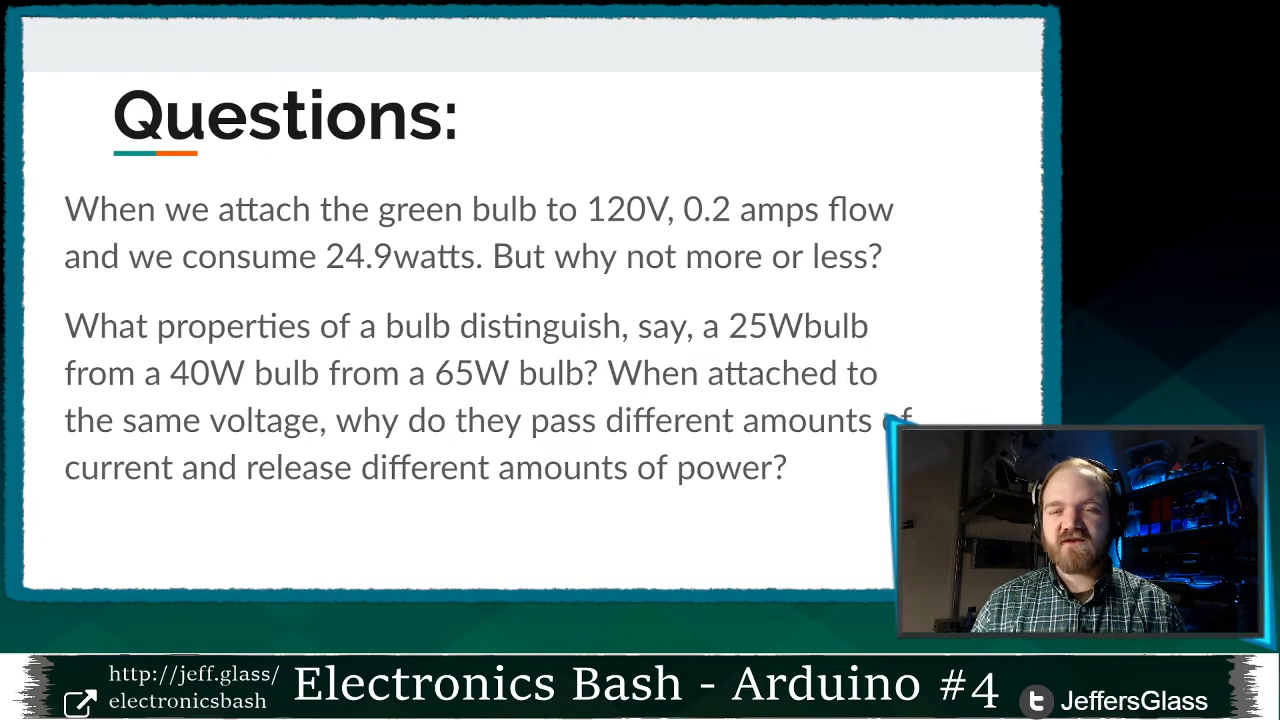 Questions:
When we attach the green bulb to 120V, 0.2 amps flow
and we consume 24.9watts. But why not more or less?
What properties of a bulb distinguish, say, a 25Wbulb
from a 40W bulb from a 65W bulb? When attached to
the same voltage, why do they pass different amounts of
current and release different amounts of power?
http://jeff.glass/
electronicsbash
Electronics Bash - Arduino #4
JeffersGlass